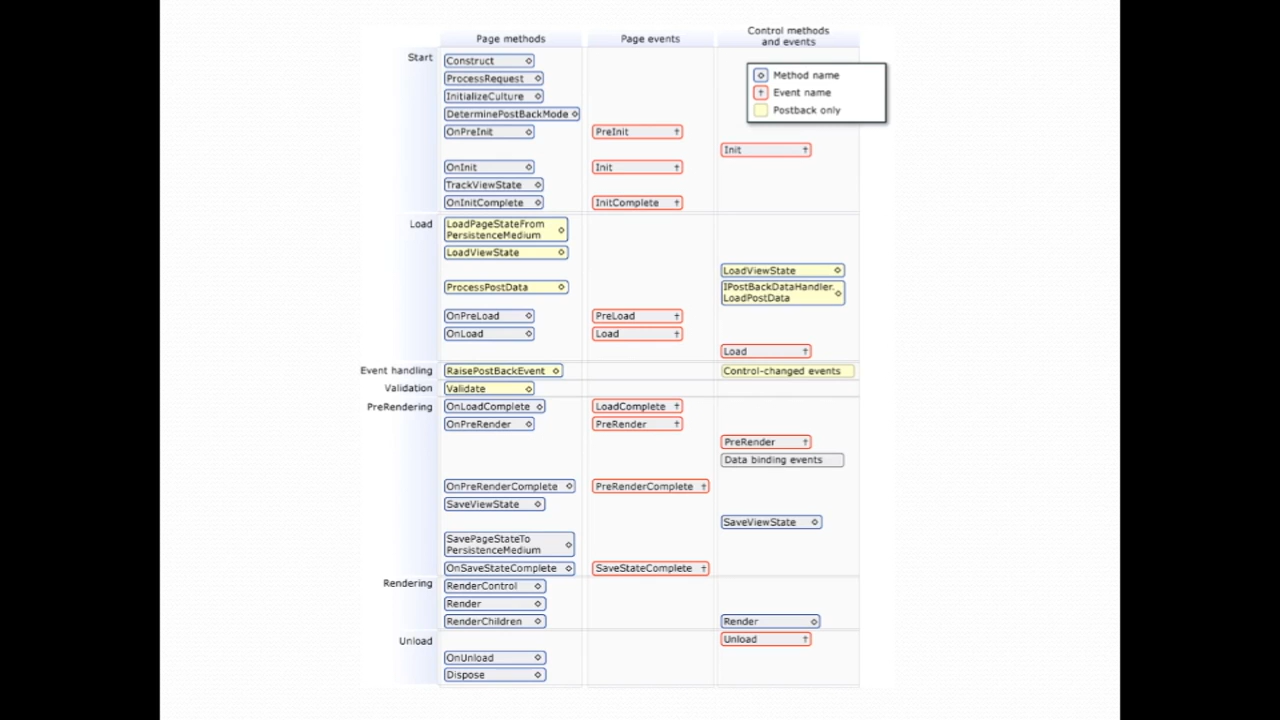 Page methods
Page events
Control methods
and events
Method name
Event name
Postback only
Start
Construct
ProcessRequest
InitializeCulture
DeterminePostBackMode
OnPreInit
PreInit
Init
OnInit
Init
TrackViewState
OnInitComplete
InitComplete
Load
LoadPageStateFrom
PersistenceMedium
LoadViewState
LoadViewState
ProcessPostData
IPostBackDataHandler.
LoadPostData
OnPreLoad
PreLoad
OnLoad
Load
Load
Event handling
RaisePostBackEvent
Control-changed events
Validation
Validate
PreRendering
OnLoadComplete
LoadComplete
OnPreRender
PreRender
PreRender
Data binding events
OnPreRenderComplete
PreRenderComplete
SaveViewState
SaveViewState
SavePageStateTo
PersistenceMedium
OnSaveStateComplete
SaveStateComplete
Rendering
RenderControl
Render
RenderChildren
Render
Unload
Unload
OnUnload
Dispose